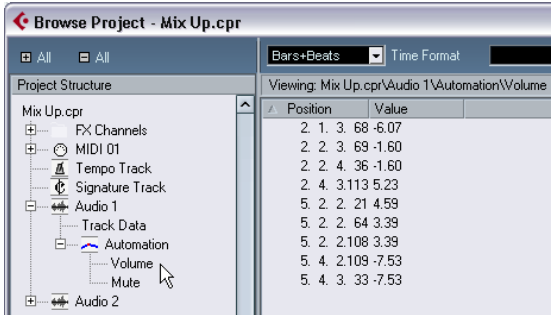 Browse Project - Mix Up.cpr
All All
Bars+Beats Time Format
Project Structure
Viewing: Mix Up.cpr\Audio 1\Automation\Volume
Mix Up.cpr
FX Channels
MIDI 01
Tempo Track
Signature Track
Audio 1
Track Data
Automation
Volume
Mute
Audio 2
Position Value
2. 1. 3. 68 -6.07
2. 2. 3. 69 -1.60
2. 2. 4. 36 -1.60
2. 4. 3.113 5.23
5. 2. 2. 21 4.59
5. 2. 2. 64 3.39
5. 2. 2.108 3.39
5. 4. 2.109 -7.53
5. 4. 3. 33 -7.53